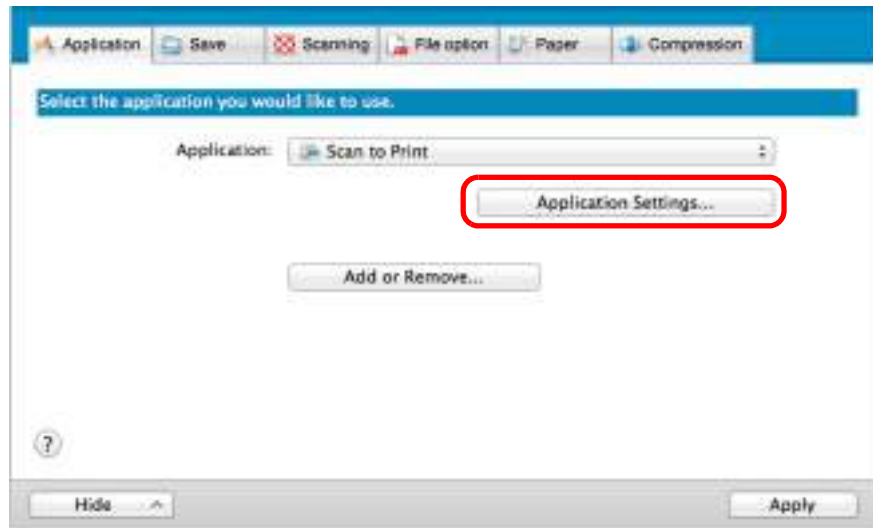 Application Save Scanning File option Paper Compression
Select the application you would like to use.
Application: Scan to Print
Application Settings...
Add or Remove...
?
Hide Apply